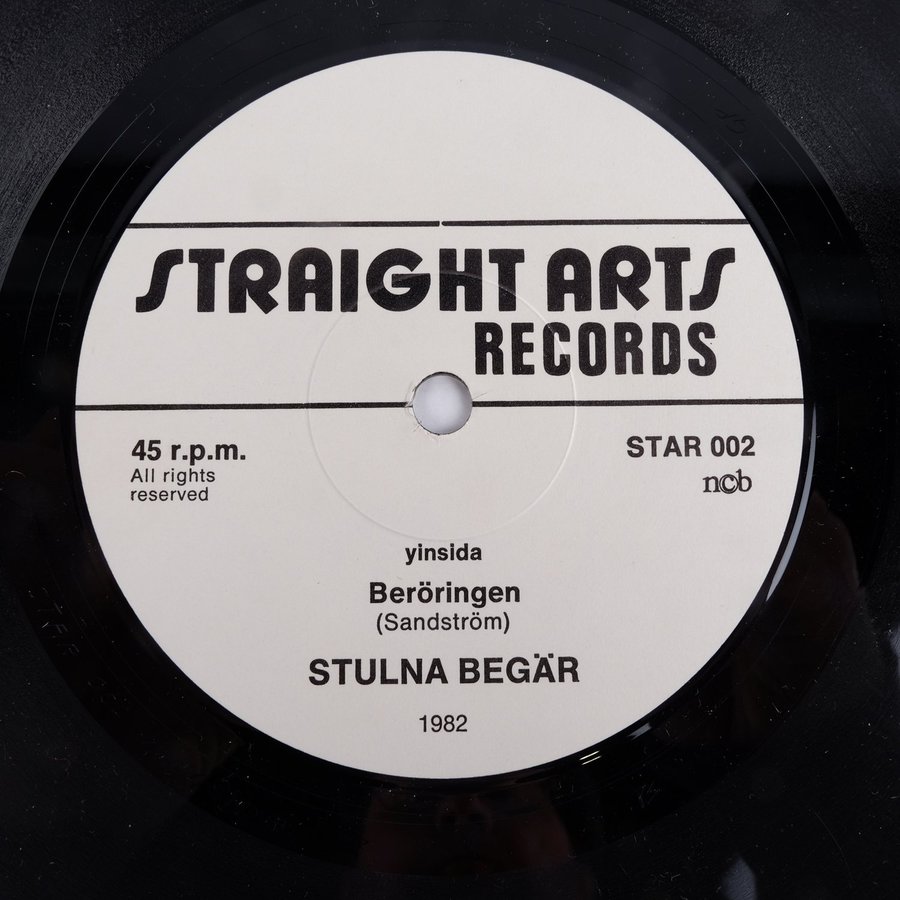 STRAIGHT ARTS
RECORDS
45 r.p.m.
All rights
reserved
STAR 002
ncb
yinsida
Beröringen
(Sandström)
STULNA BEGÄR
1982